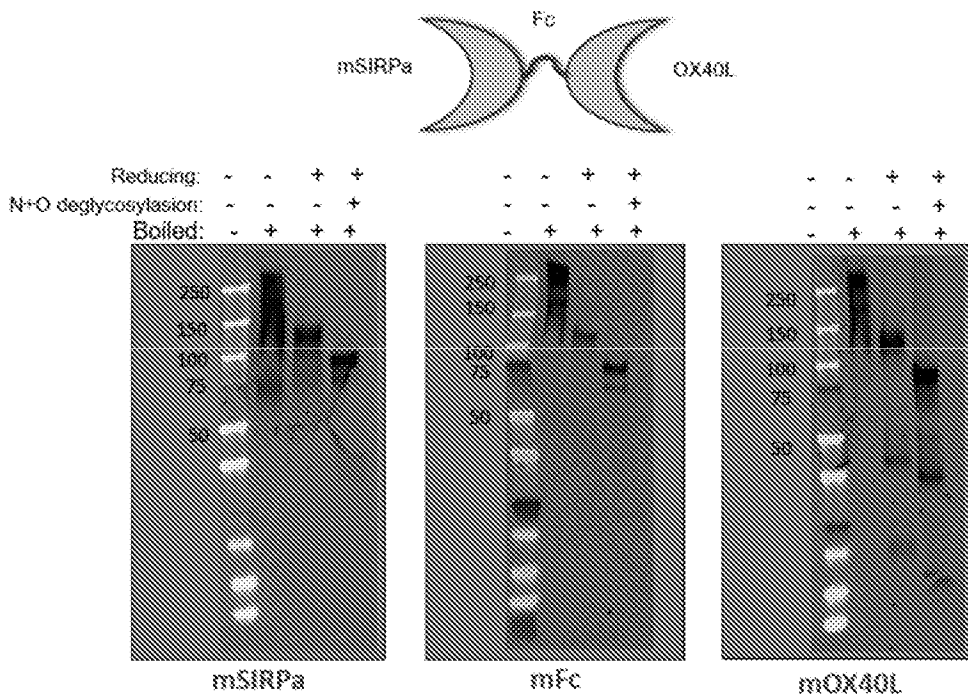 Fc
mSIRPa
OX40L
Reducing: - - + + - - + + - - + +
N+O deglycosylasion: - - - + - - - + - - - +
Boiled: - + + + - + + + - + + +
250 250 250
150 150 150
100 100 100
75 75 75
50 50 50
mSIRPa mFc mOX40L